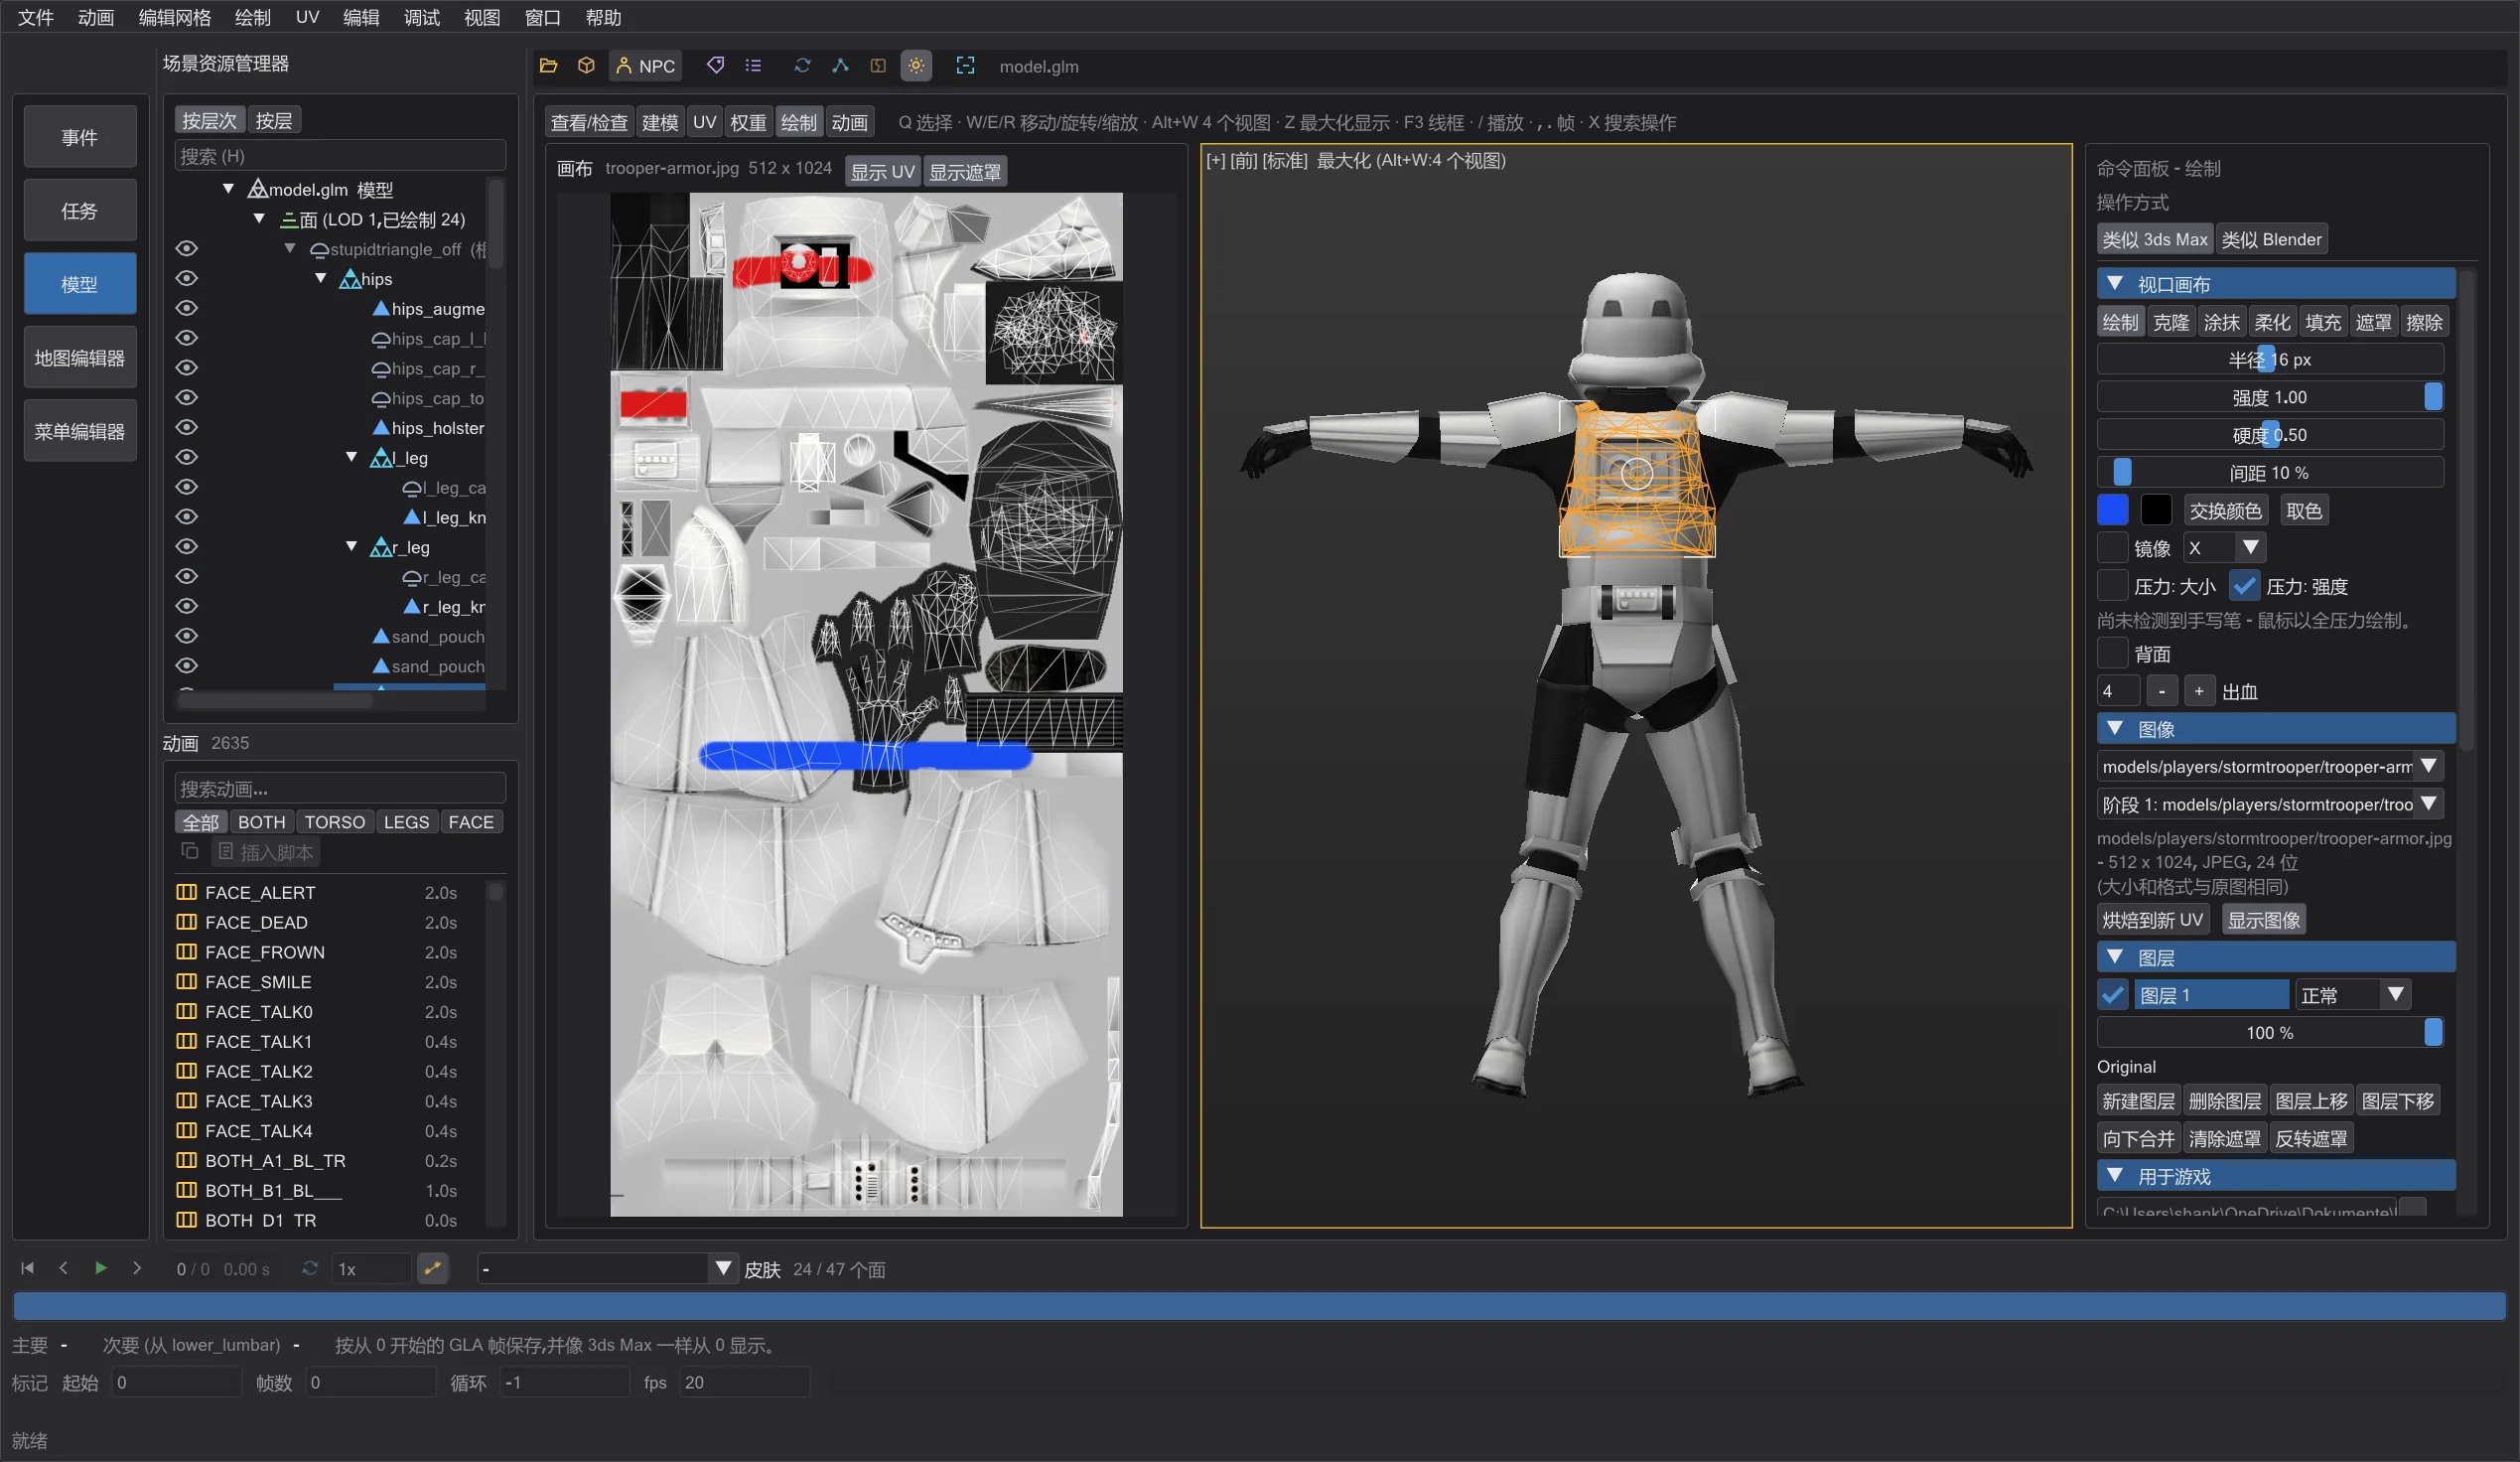 文件 动画 编辑网格 绘制 UV 编辑 调试 视图 窗口 帮助
场景资源管理器
NPC model.glm
事件
任务
模型
地图编辑器
菜单编辑器
按层次 按层
搜索 (H)
model.glm 模型
面 (LOD 1,已绘制 24)
stupidtriangle_off
hips
hips_augme
hips_cap_l_
hips_cap_r_
hips_cap_to
hips_holster
l_leg
l_leg_ca
l_leg_kn
r_leg
r_leg_ca
r_leg_kn
sand_pouch
sand_pouch
动画 2635
搜索动画...
全部 BOTH TORSO LEGS FACE
插入脚本
FACE_ALERT 2.0s
FACE_DEAD 2.0s
FACE_FROWN 2.0s
FACE_SMILE 2.0s
FACE_TALK0 2.0s
FACE_TALK1 0.4s
FACE_TALK2 0.4s
FACE_TALK3 0.4s
FACE_TALK4 0.4s
BOTH_A1_BL_TR 0.2s
BOTH_B1_BL___ 1.0s
BOTH_D1_TR 0.0s
查看/检查 建模 UV 权重 绘制 动画 Q 选择 · W/E/R 移动/旋转/缩放 · Alt+W 4 个视图 · Z 最大化显示 · F3 线框 · / 播放 · , . 帧 · X 搜索操作
画布 trooper-armor.jpg 512 x 1024 显示 UV 显示遮罩
[+] [前] [标准] 最大化 (Alt+W:4 个视图)
命令面板 - 绘制
操作方式
类似 3ds Max 类似 Blender
视口画布
绘制 克隆 涂抹 柔化 填充 遮罩 擦除
半径 16 px
强度 1.00
硬度 0.50
间距 10 %
交换颜色 取色
镜像 X
压力: 大小 压力: 强度
尚未检测到手写笔 - 鼠标以全压力绘制。
背面
4 - + 出血
图像
models/players/stormtrooper/trooper-arm
阶段 1: models/players/stormtrooper/troo
models/players/stormtrooper/trooper-armor.jpg
- 512 x 1024, JPEG, 24 位
(大小和格式与原图相同)
烘焙到新 UV 显示图像
图层
图层 1 正常
100 %
Original
新建图层 删除图层 图层上移 图层下移
向下合并 清除遮罩 反转遮罩
用于游戏
C:\Users\shank\OneDrive\Dokumente\
0 / 0 0.00 s 1x - 皮肤 24 / 47 个面
主要 - 次要 (从 lower_lumbar) - 按从 0 开始的 GLA 帧保存,并像 3ds Max 一样从 0 显示。
标记 起始 0 帧数 0 循环 -1 fps 20
就绪